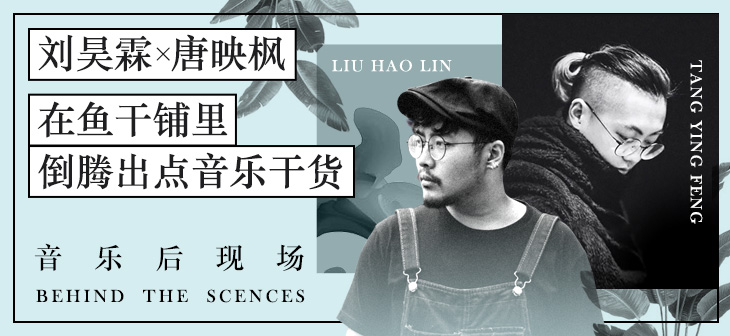 刘昊霖×唐映枫
在鱼干铺里
倒腾出点音乐干货
音乐后现场
BEHIND THE SCENCES
LIU HAO LIN
TANG YING FENG